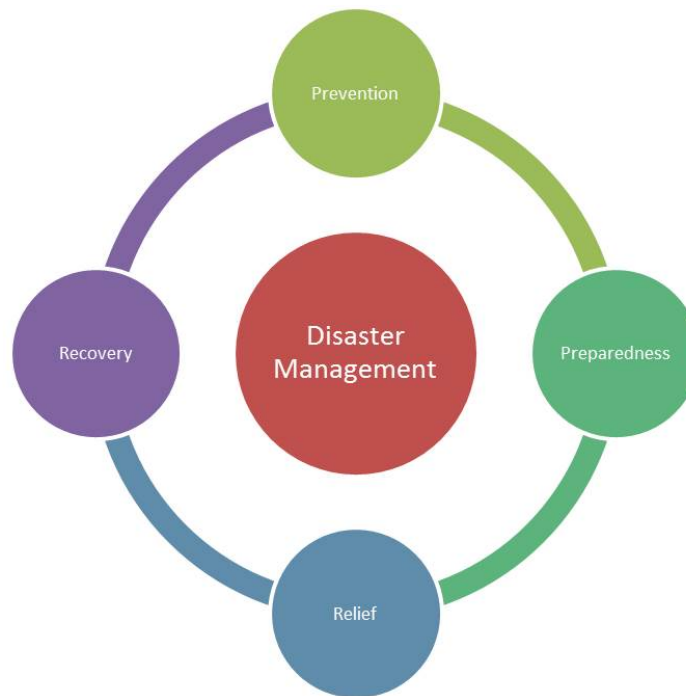 Prevention
Disaster
Management
Recovery
Preparedness
Relief